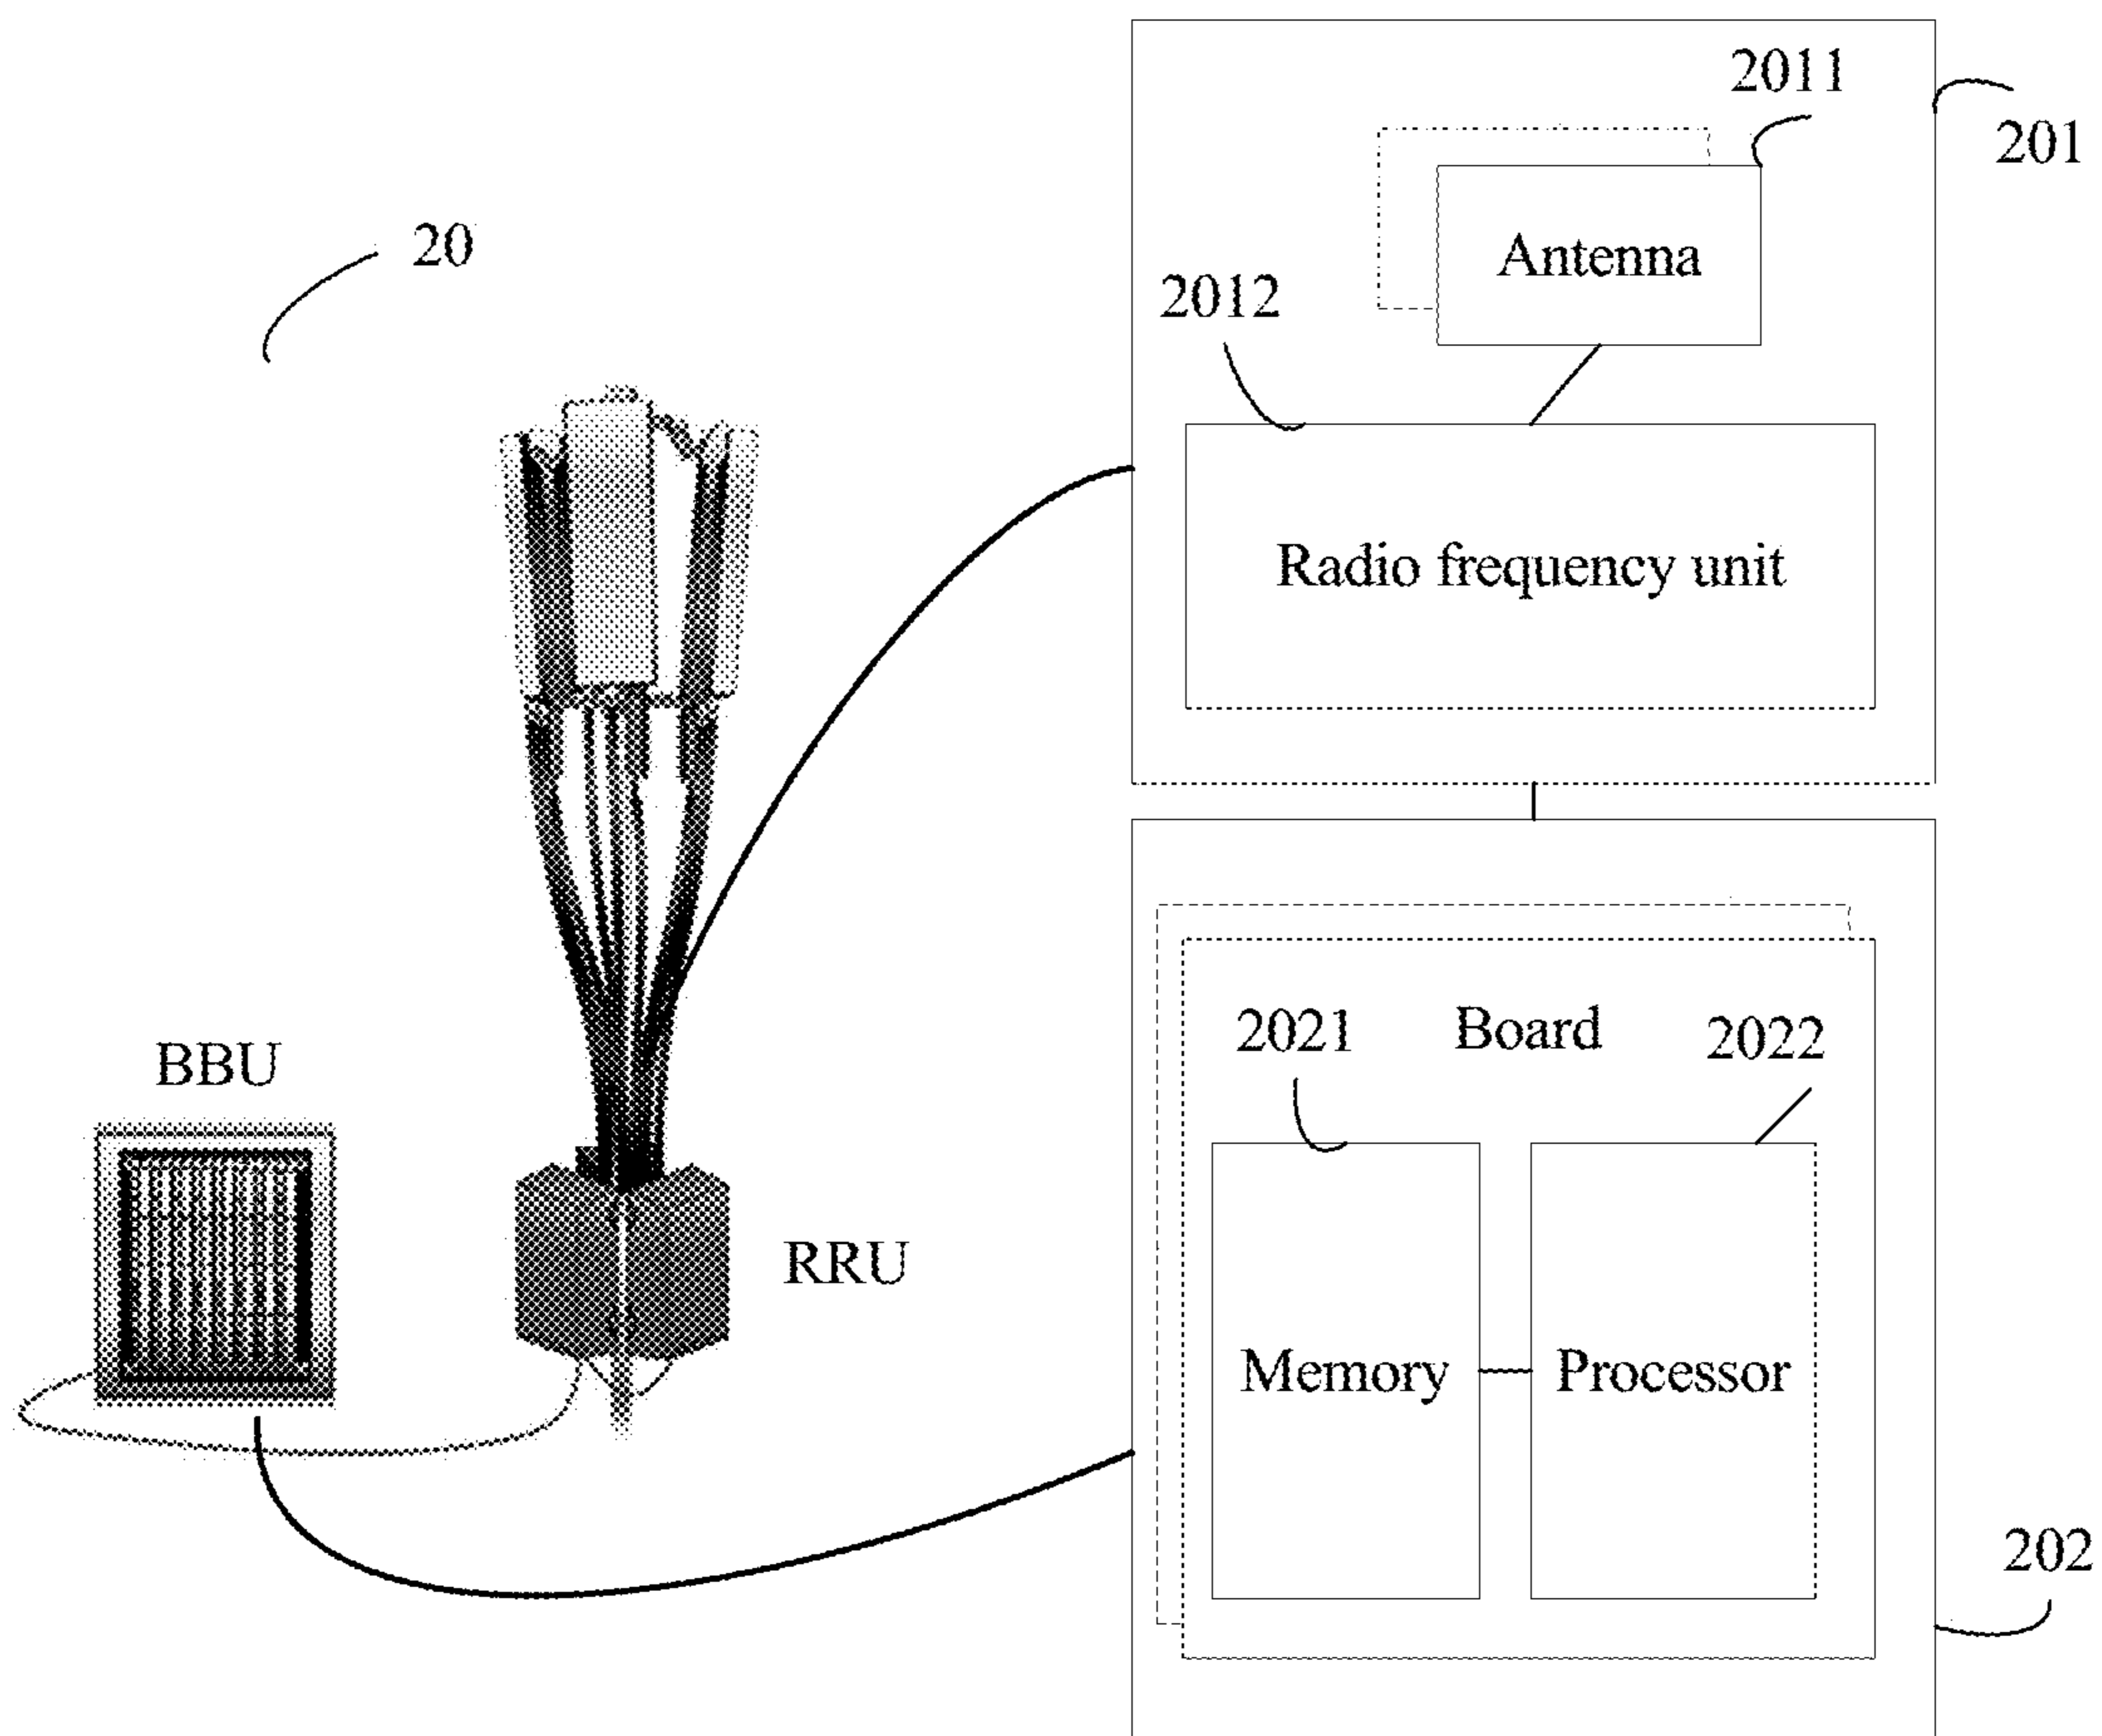 2011
201
20
Antenna
2012
Radio frequency unit
2021
Board
2022
BBU
RRU
Memory
Processor
202